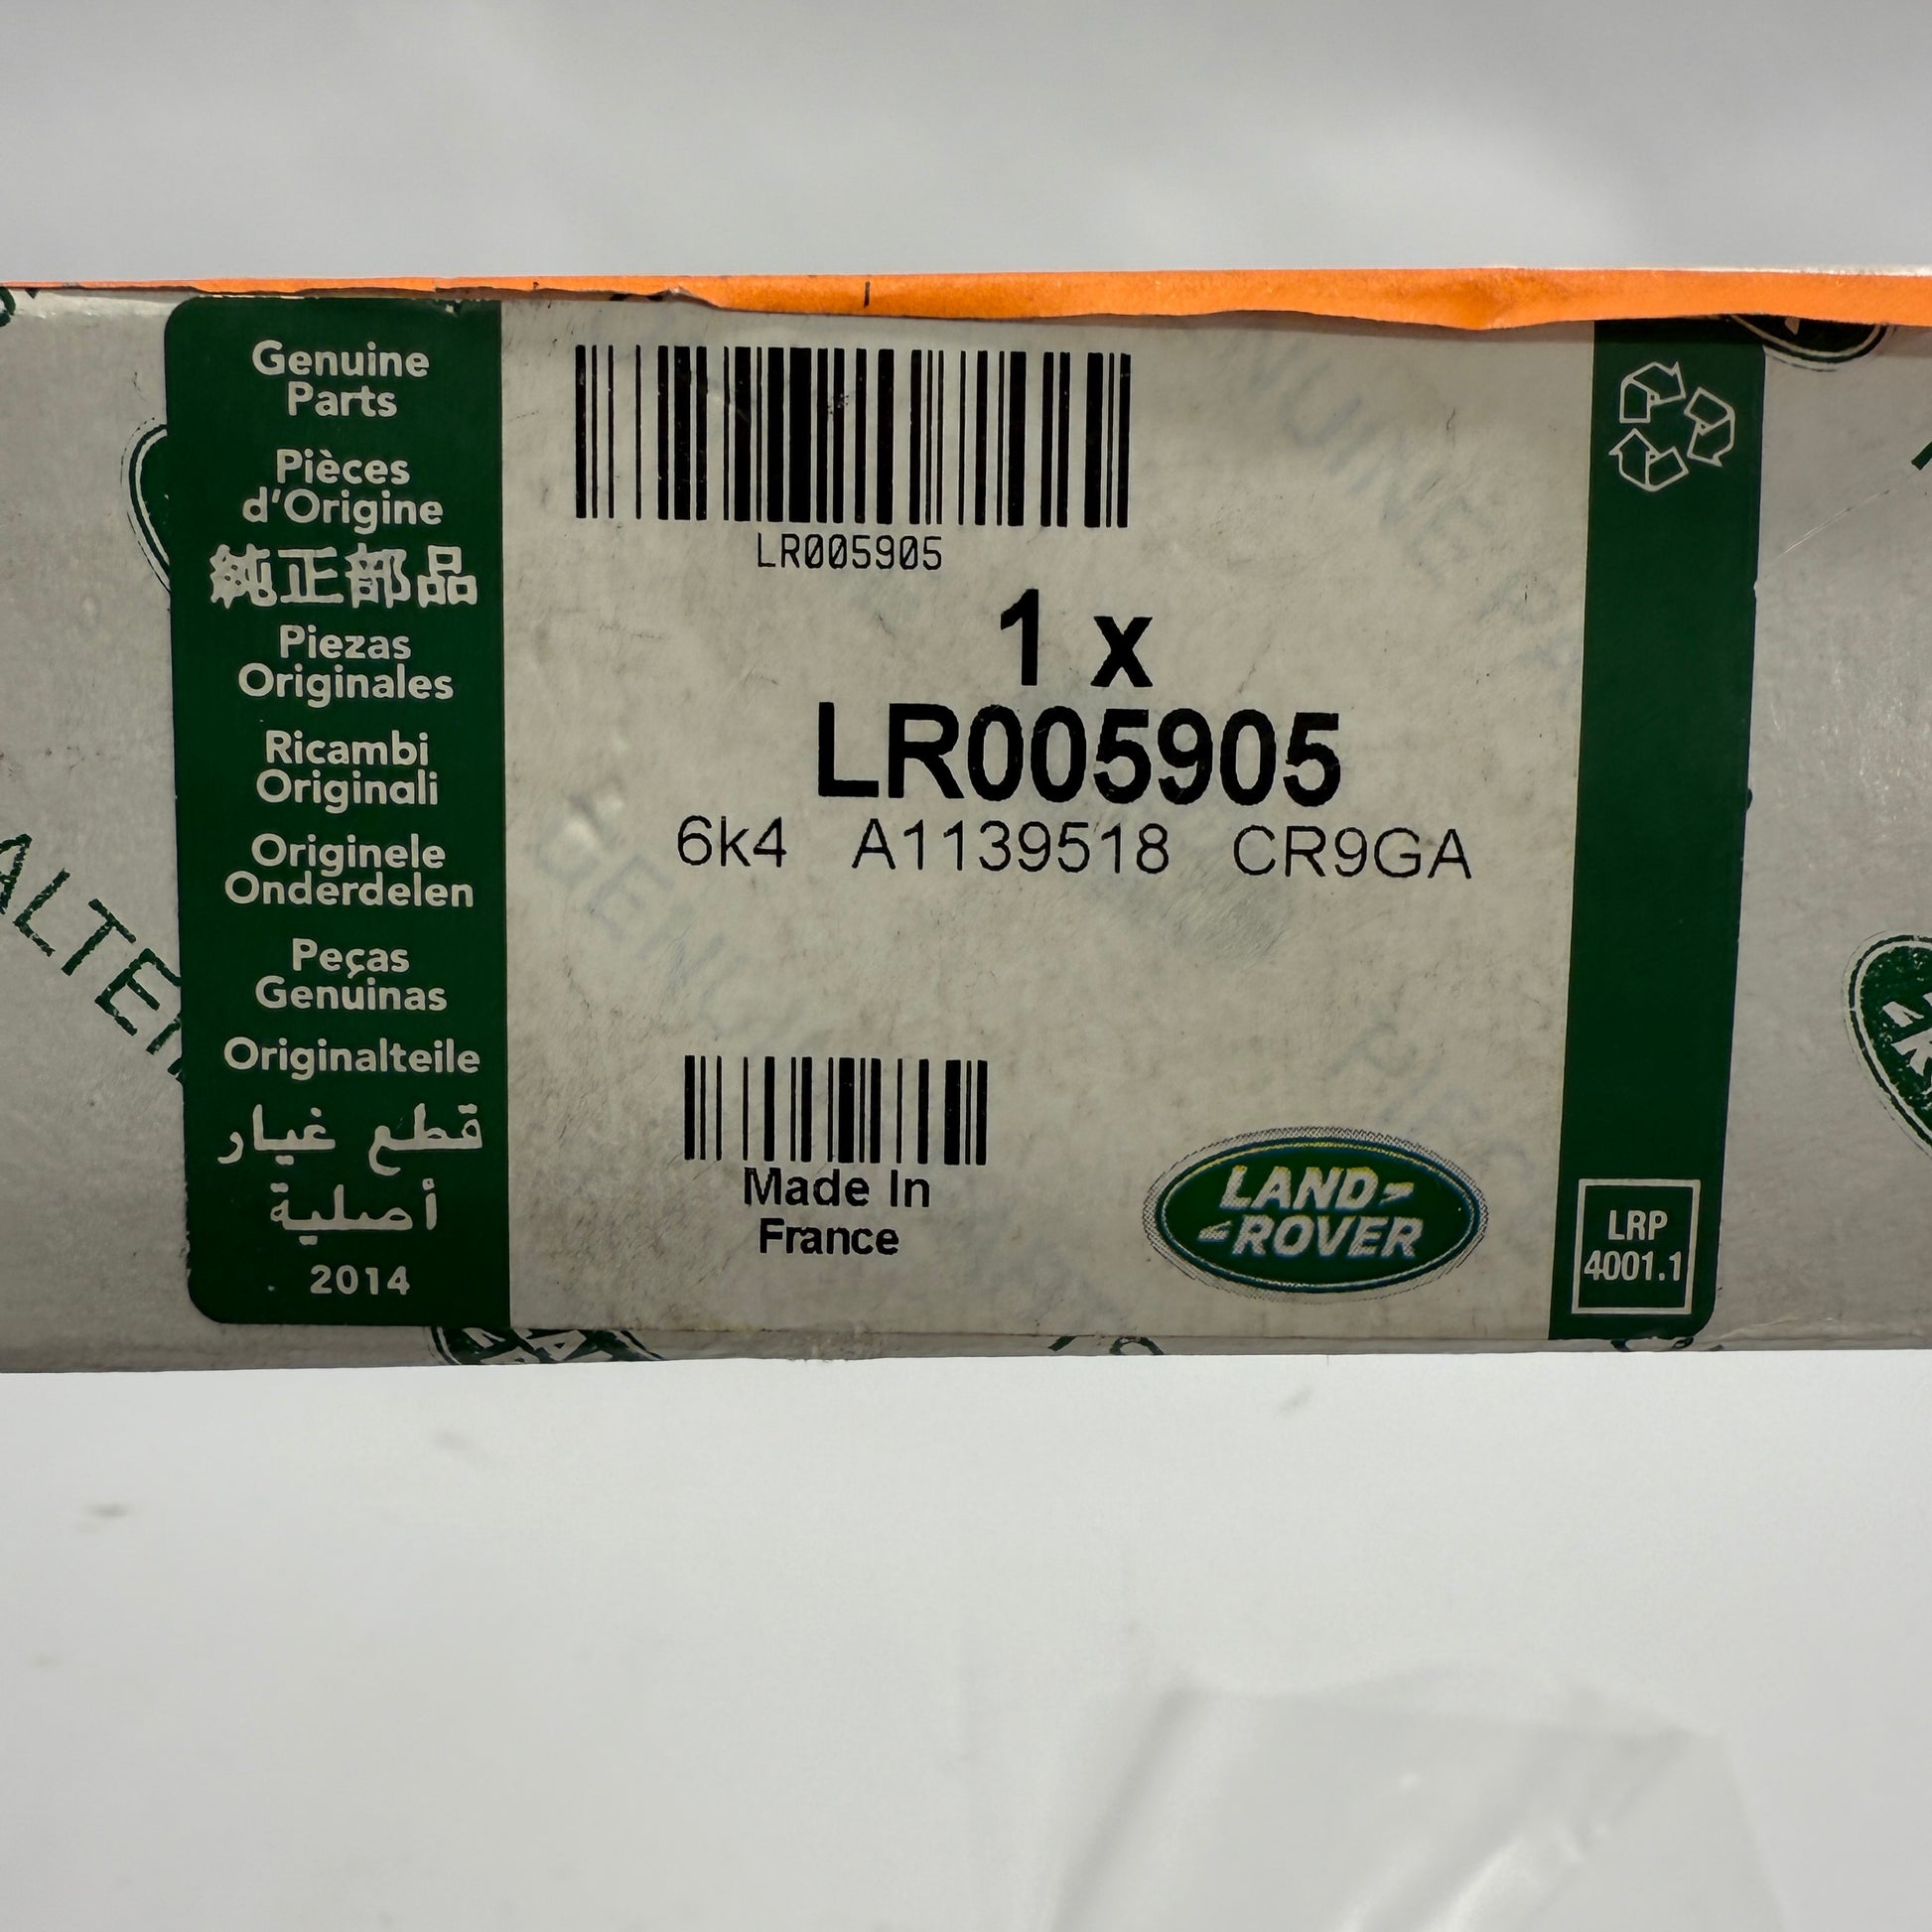 Genuine
Parts
Pièces
d'Origine
純正部品
Piezas
Originales
Ricambi
Originali
Originele
Onderdelen
Peças
Genuinas
Originalteile
قطع غيار
أصلية
2014
LR005905
1 x
LR005905
6k4 A1139518 CR9GA
Made In
France
LAND
ROVER
LRP
4001.1